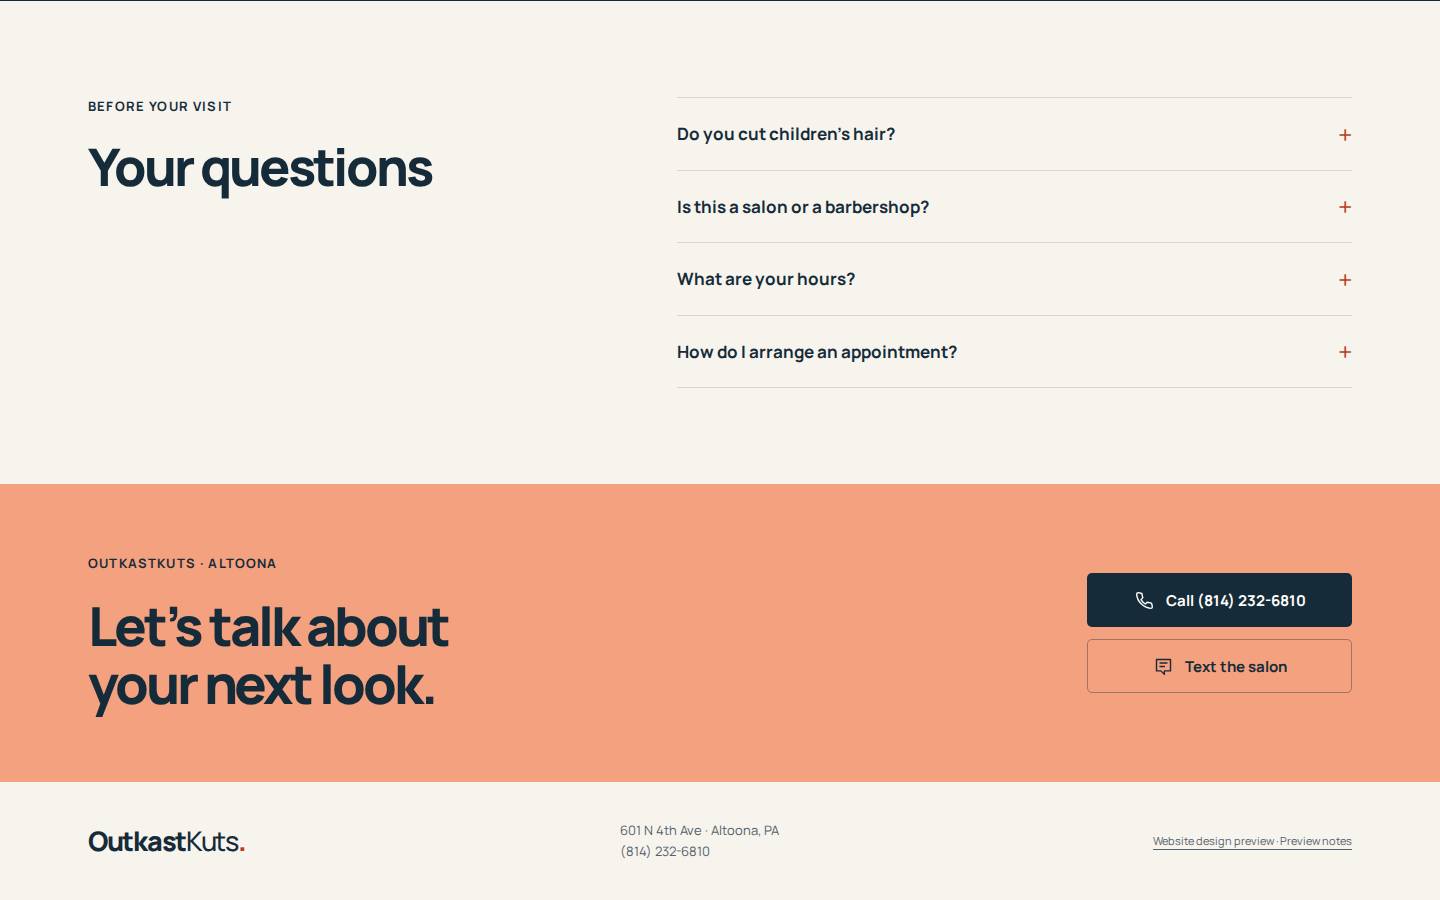 BEFORE YOUR VISIT
Your questions
Do you cut children’s hair?
Is this a salon or a barbershop?
What are your hours?
How do I arrange an appointment?
OUTKASTKUTS · ALTOONA
Let’s talk about
your next look.
Call (814) 232-6810
Text the salon
OutkastKuts.
601 N 4th Ave · Altoona, PA
(814) 232-6810
Website design preview · Preview notes